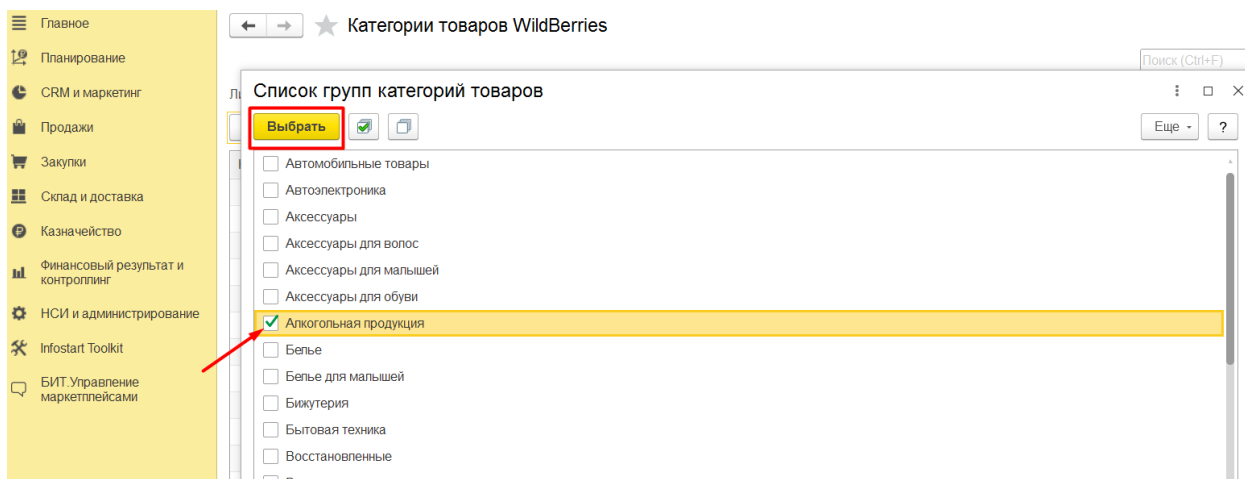 Главное
Планирование
CRM и маркетинг
Продажи
Закупки
Склад и доставка
Казначейство
Финансовый результат и
контроллинг
НСИ и администрирование
Infostart Toolkit
БИТ.Управление
маркетплейсами
Категории товаров WildBerries
Поиск (Ctrl+F)
Список групп категорий товаров
Выбрать
Еще
?
Автомобильные товары
Автоэлектроника
Аксессуары
Аксессуары для волос
Аксессуары для малышей
Аксессуары для обуви
Алкогольная продукция
Белье
Белье для малышей
Бижутерия
Бытовая техника
Восстановленные